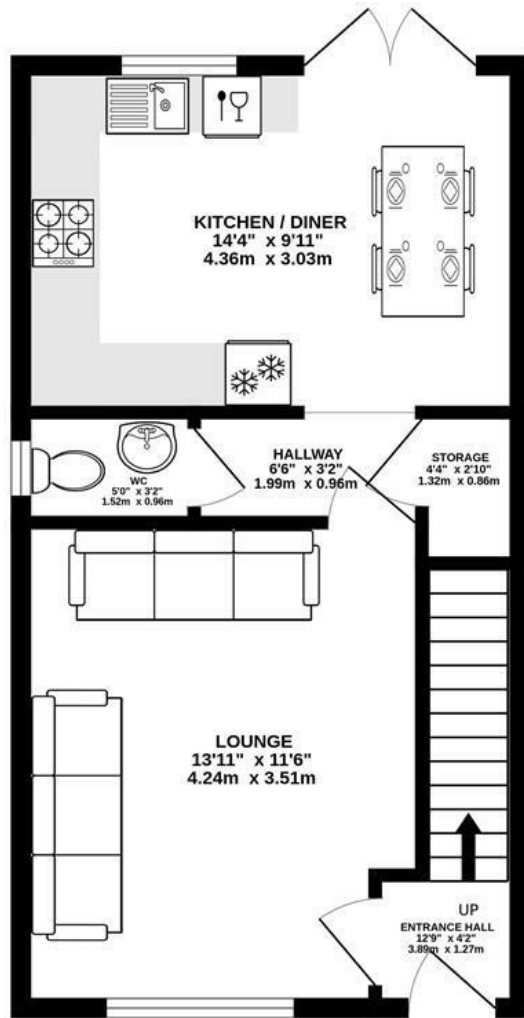 KITCHEN / DINER
14'4" x 9'11"
4.36m x 3.03m
HALLWAY
6'6" x 3'2"
1.99m x 0.96m
STORAGE
4'4" x 2'10"
1.32m x 0.86m
WC
5'0" x 3'2"
1.52m x 0.96m
LOUNGE
13'11" x 11'6"
4.24m x 3.51m
UP
ENTRANCE HALL
12'9" x 4'2"
3.89m x 1.27m